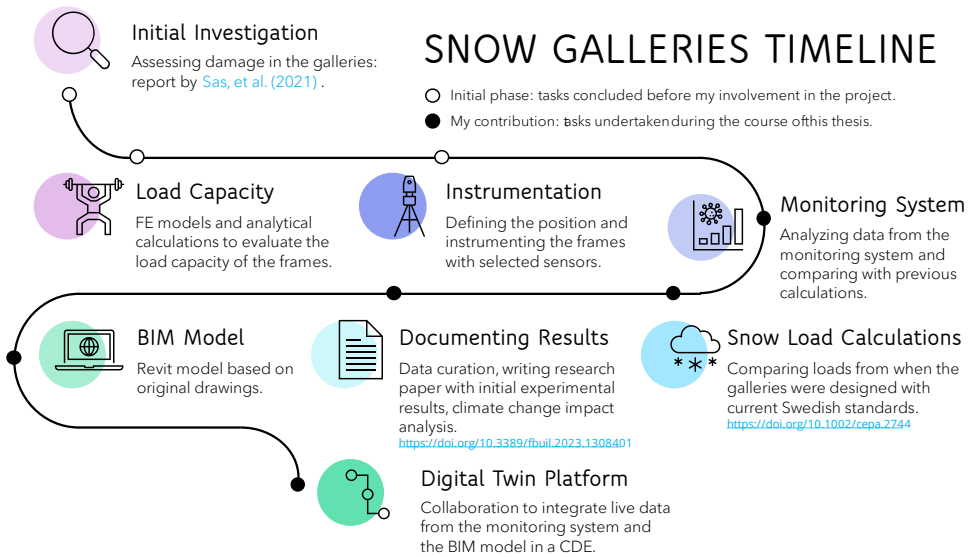 SNOW GALLERIES TIMELINE
Initial phase: tasks concluded before my involvement in the project.
My contribution: tasks undertaken during the course ofthis thesis.
Initial Investigation
Assessing damage in the galleries:
report by Sas, et al. (2021) .
Load Capacity
FE models and analytical
calculations to evaluate the
load capacity of the frames.
Instrumentation
Defining the position and
instrumenting the frames
with selected sensors.
Monitoring System
Analyzing data from the
monitoring system and
comparing with previous
calculations.
Snow Load Calculations
Comparing loads from when the
galleries were designed with
current Swedish standards.
https://doi.org/10.1002/cepa.2744
Documenting Results
Data curation, writing research
paper with initial experimental
results, climate change impact
analysis.
https://doi.org/10.3389/fbuil.2023.1308401
BIM Model
Revit model based on
original drawings.
Digital Twin Platform
Collaboration to integrate live data
from the monitoring system and
the BIM model in a CDE.